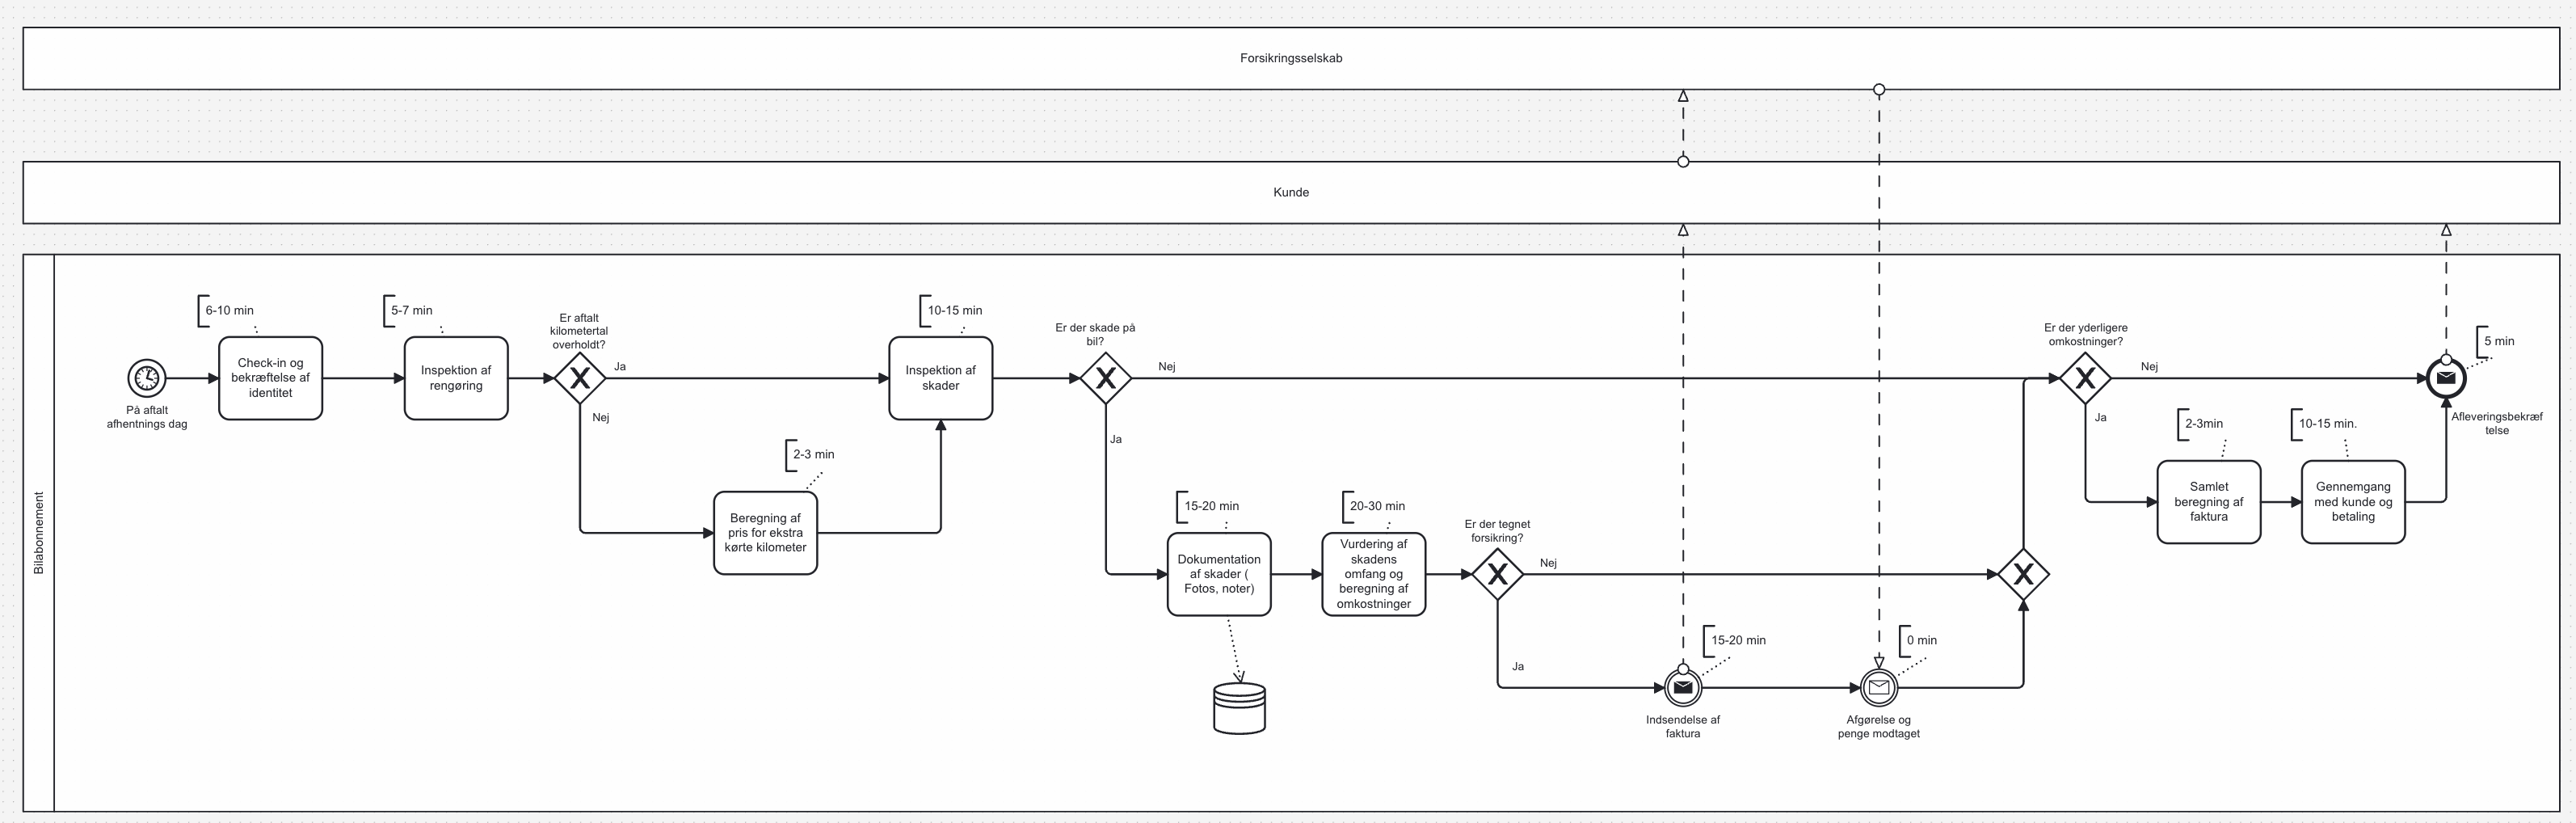 Forsikringsselskab
Kunde
Bilabonnement
På aftalt
afhentnings dag
6-10 min
Check-in og
bekræftelse af
identitet
5-7 min
Inspektion af
rengøring
Er aftalt
kilometertal
overholdt?
Ja
Nej
2-3 min
Beregning af
pris for ekstra
kørte kilometer
10-15 min
Inspektion af
skader
Er der skade på
bil?
Nej
Ja
15-20 min
Dokumentation
af skader (
Fotos, noter)
20-30 min
Vurdering af
skadens
omfang og
beregning af
omkostninger
Er der tegnet
forsikring?
Nej
Ja
15-20 min
Indsendelse af
faktura
0 min
Afgørelse og
penge modtaget
Er der yderligere
omkostninger?
Nej
Ja
2-3min
Samlet
beregning af
faktura
10-15 min.
Gennemgang
med kunde og
betaling
5 min
Afleveringsbekræf
telse